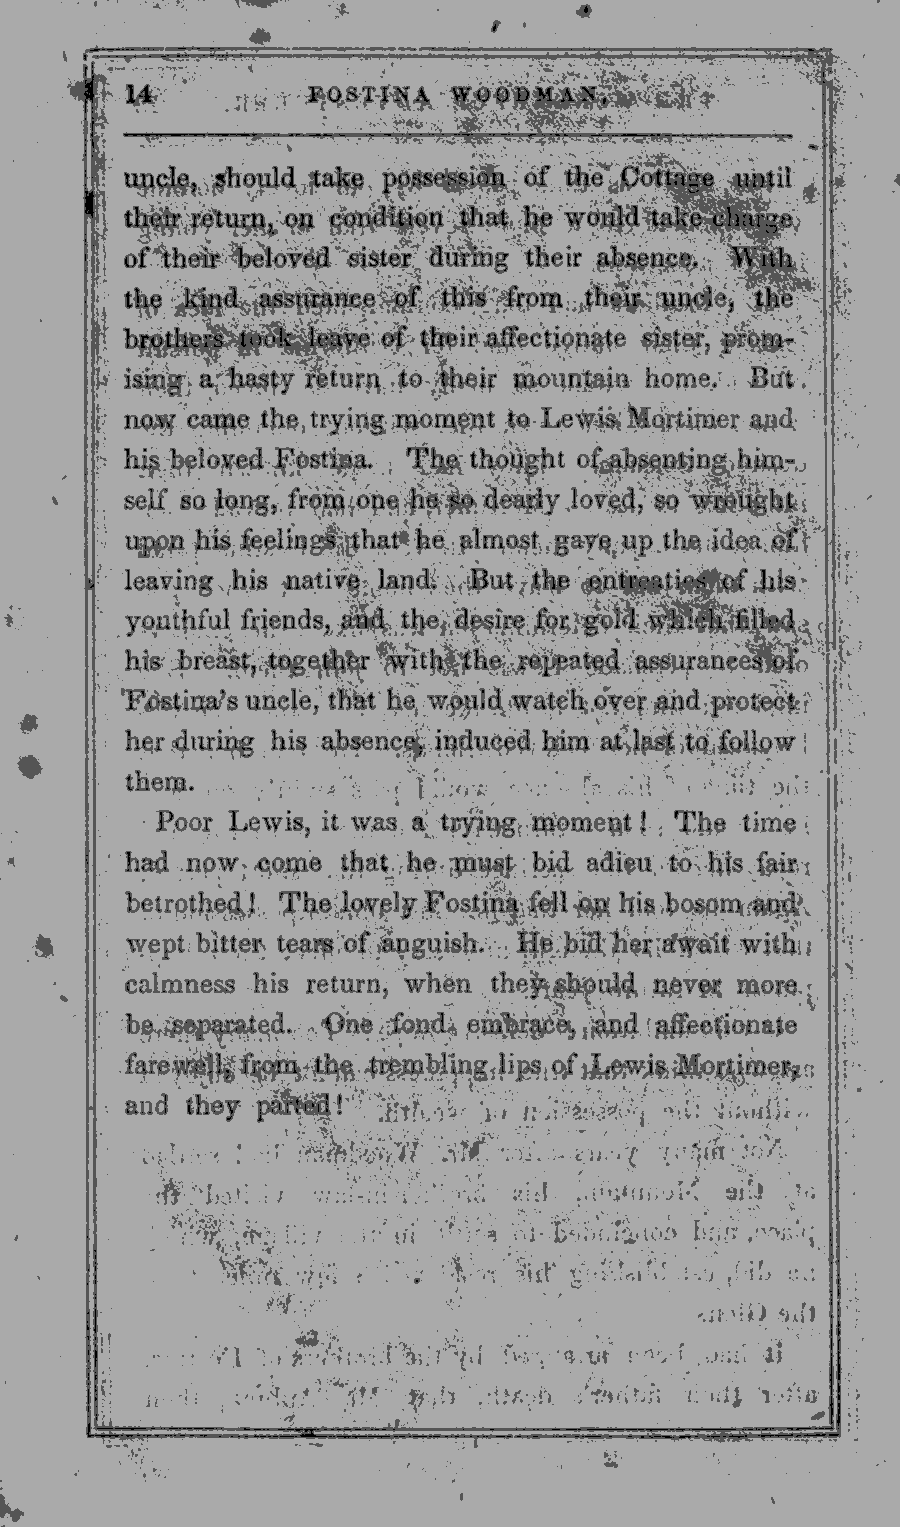 14 FOSTINA WOODMAN,
uncle, should take possession of the Cottage until
their return, on condition that he would take charge
of their beloved sister during their absence. With
the kind assurance of this from their uncle, the
brothers took leave of their affectionate sister, prom-
ising a hasty return to their mountain home. But
now came the trying moment to Lewis Mortimer and
his beloved Fostina. The thought of absenting him-
self so long, from one he so dearly loved, so wrought
upon his feelings that he almost gave up the idea of
leaving his native land. But the entreaties of his
youthful friends, and the desire for gold which filled
his breast, together with the repeated assurances of
Fostina's uncle, that he would watch over and protect
her during his absence, induced him at last to follow
them.
Poor Lewis, it was a trying moment! The time
had now come that he must bid adieu to his fair
betrothed! The lovely Fostina fell on his bosom and
wept bitter tears of anguish. He bid her await with
calmness his return, when they should never more
be separated. One fond embrace, and affectionate
farewell, from the trembling lips of Lewis Mortimer,
and they parted!